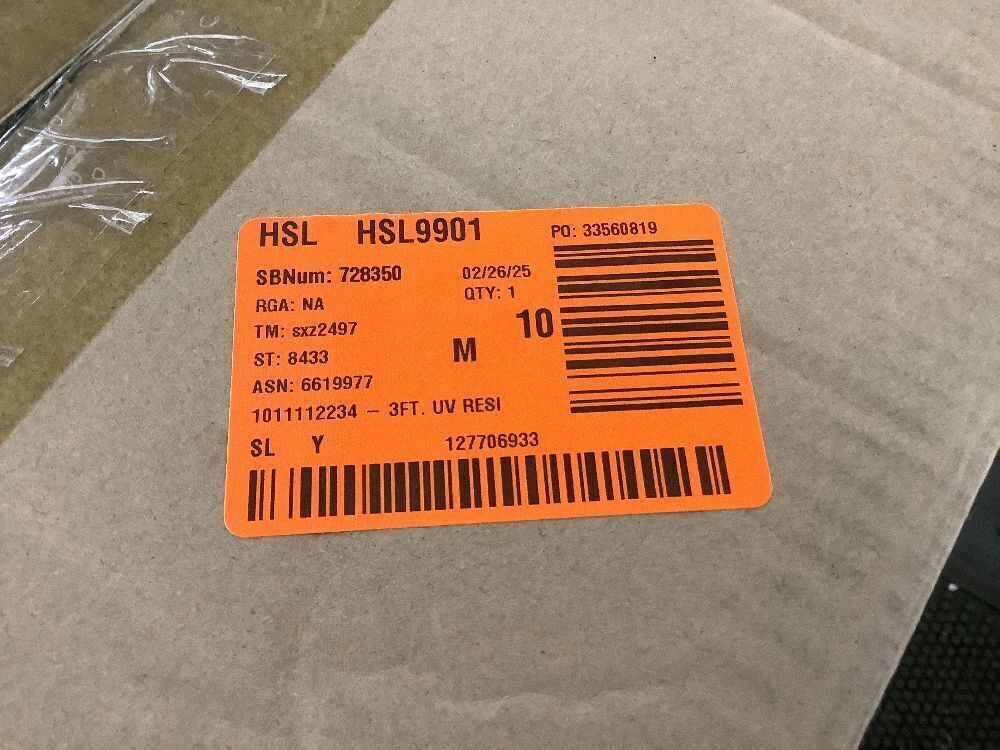 HSL HSL9901 PO: 33560819
SBNum: 728350 02/26/25
RGA: NA QTY: 1
TM: sxz2497 10
ST: 8433 M
ASN: 6619977
1011112234 – 3FT. UV RESI
SL Y 127706933